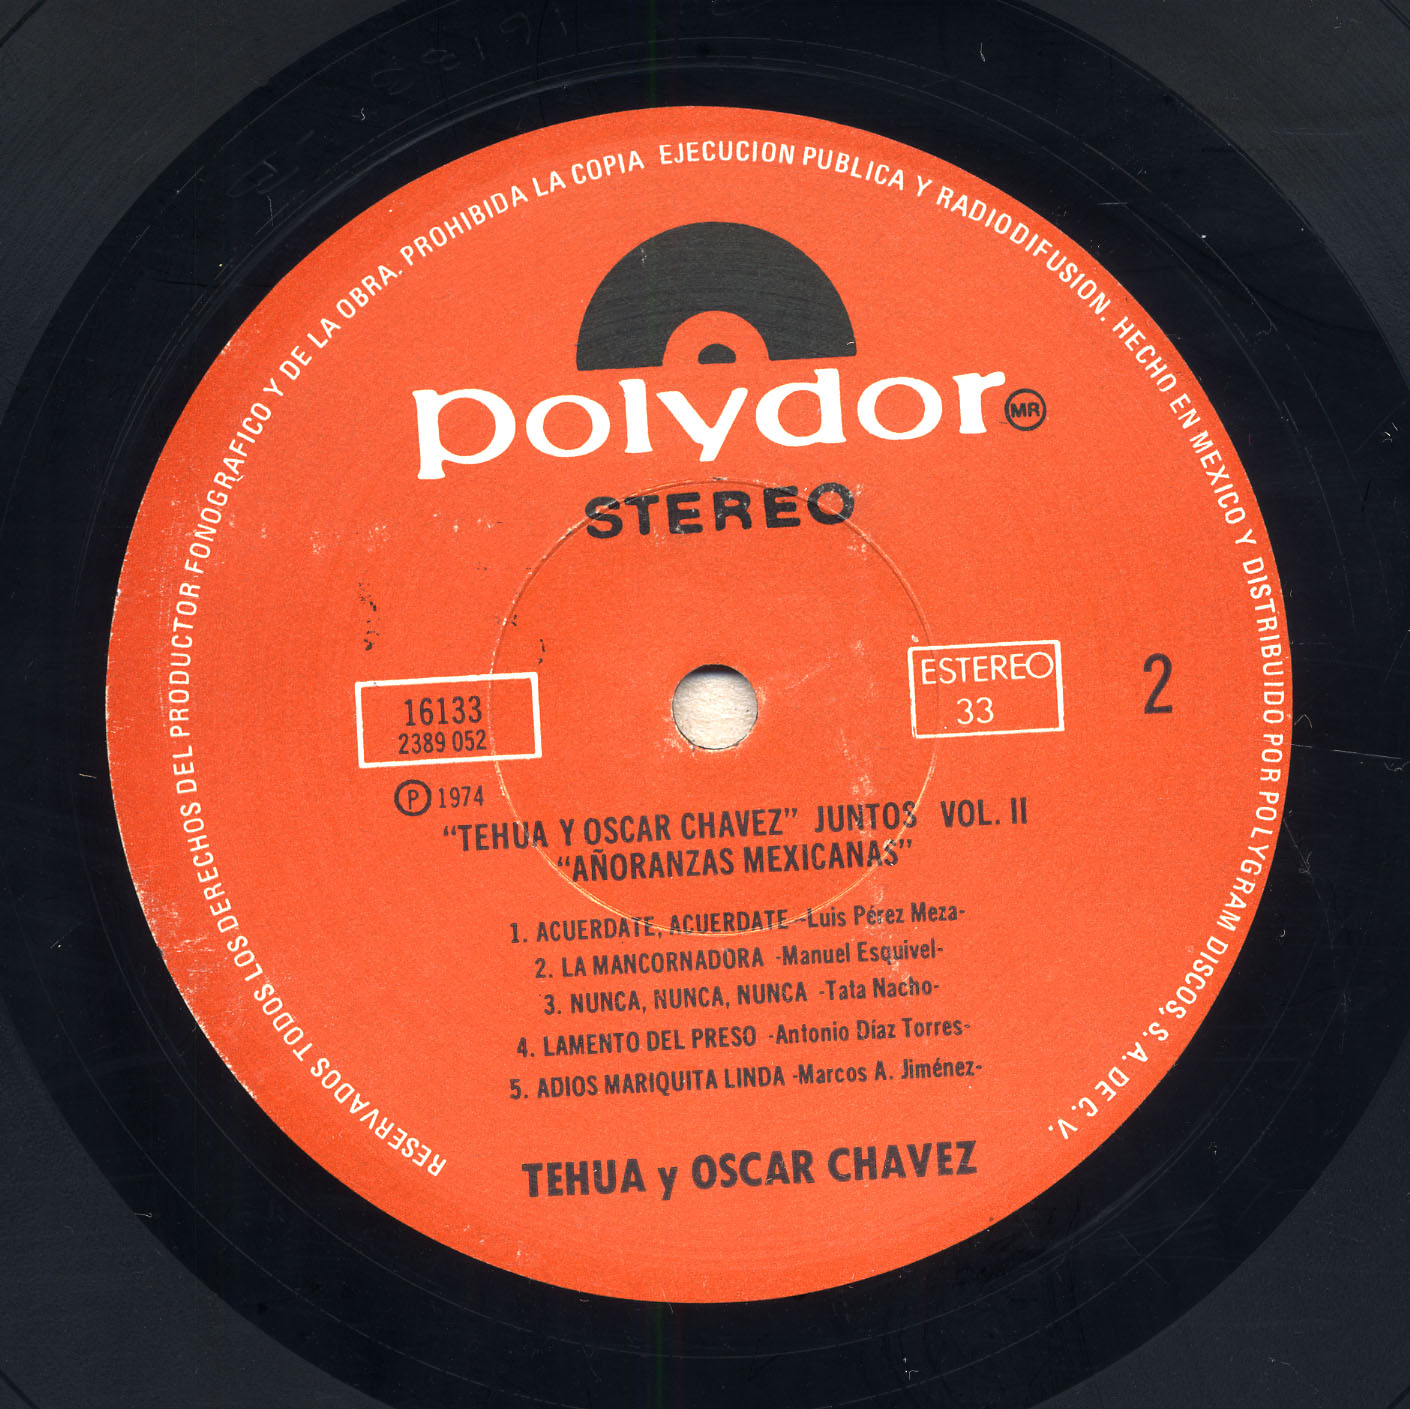 RESERVADOS TODOS LOS DERECHOS DEL PRODUCTOR FONOGRAFICO Y DE LA OBRA. PROHIBIDA LA COPIA EJECUCION PUBLICA Y RADIODIFUSION. HECHO EN MEXICO Y DISTRIBUIDO POR POLYGRAM DISCOS, S. A. DE C. V.
polydor MR
STEREO
ESTEREO
33
2
16133
2389 052
Ⓟ 1974
"TEHUA Y OSCAR CHAVEZ" JUNTOS VOL. II
"AÑORANZAS MEXICANAS"
1. ACUERDATE, ACUERDATE -Luis Pérez Meza-
2. LA MANCORNADORA -Manuel Esquivel-
3. NUNCA, NUNCA, NUNCA -Tata Nacho-
4. LAMENTO DEL PRESO -Antonio Díaz Torres-
5. ADIOS MARIQUITA LINDA -Marcos A. Jiménez-
TEHUA y OSCAR CHAVEZ